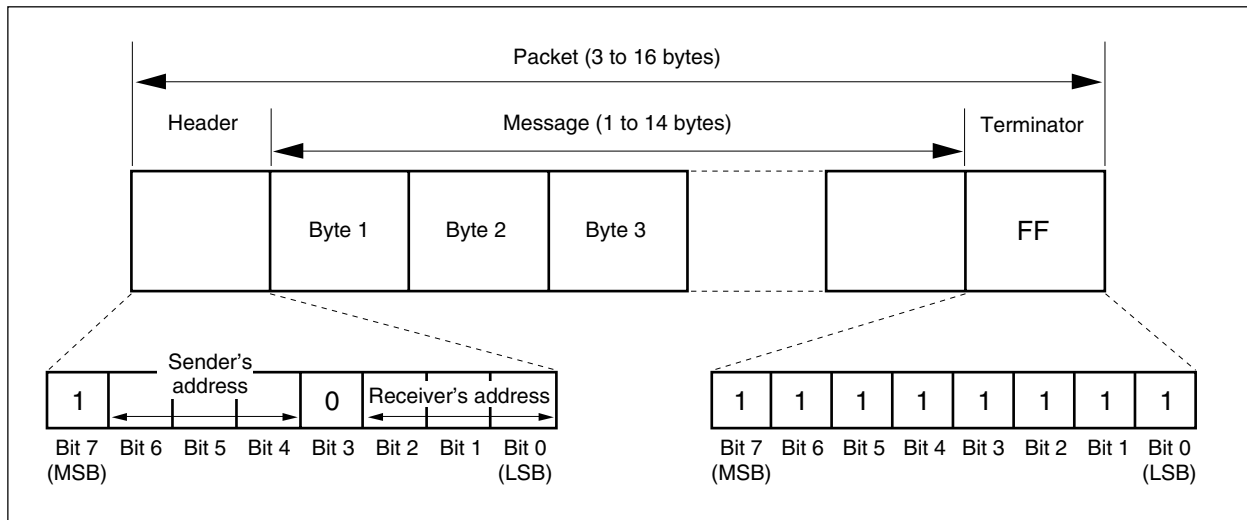 Packet (3 to 16 bytes)
Header
Message (1 to 14 bytes)
Terminator
Byte 1
Byte 2
Byte 3
FF
Sender's
address
1
0
Receiver's address
Bit 7
(MSB)
Bit 6
Bit 5
Bit 4
Bit 3
Bit 2
Bit 1
Bit 0
(LSB)
1
1
1
1
1
1
1
1
Bit 7
(MSB)
Bit 6
Bit 5
Bit 4
Bit 3
Bit 2
Bit 1
Bit 0
(LSB)